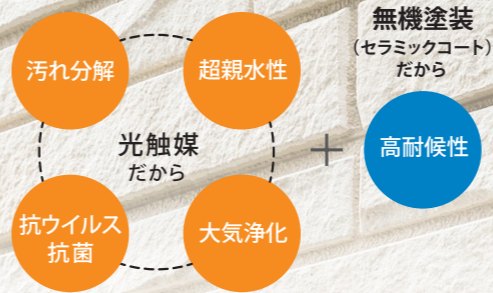 汚れ分解
超親水性
光触媒
だから
抗ウイルス
抗菌
大気浄化
+
無機塗装
（セラミックコート）
だから
高耐候性